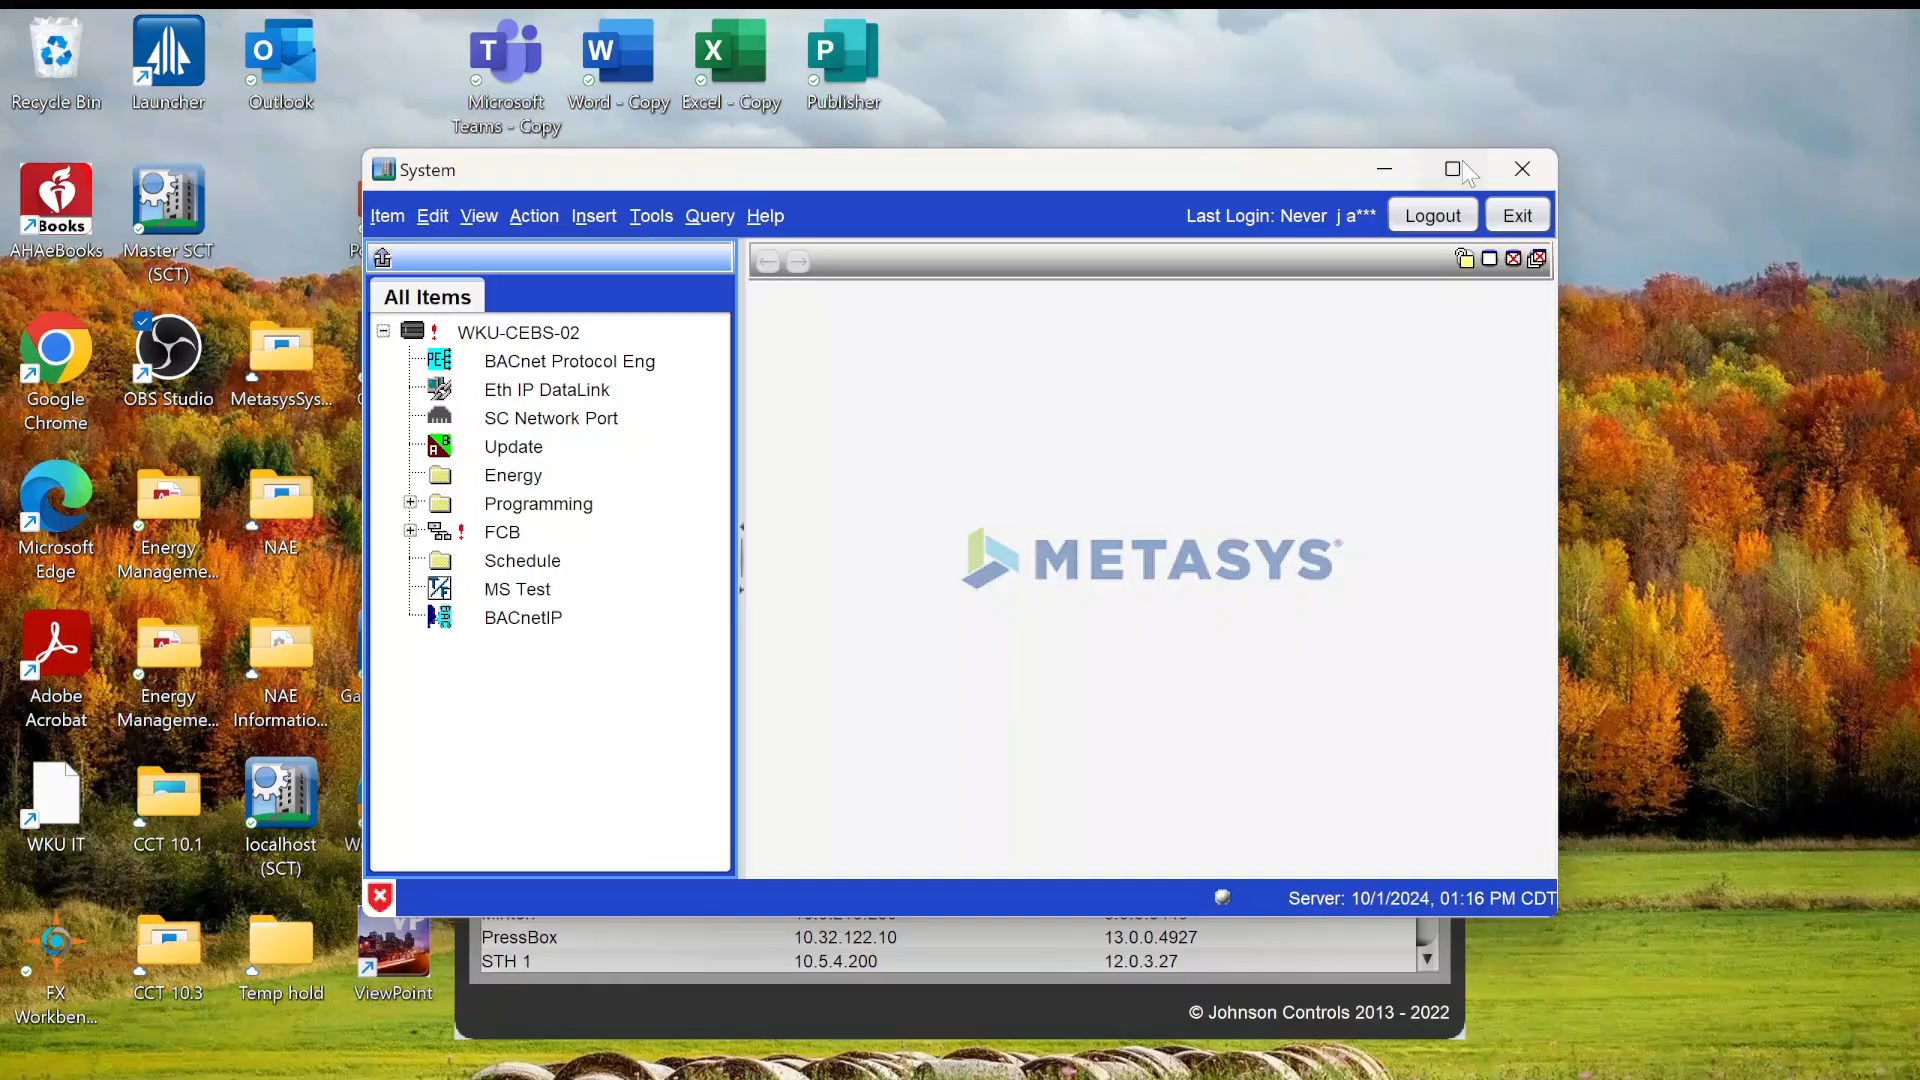 Recycle Bin
Launcher
Outlook
Microsoft
Teams - Copy
Word - Copy
Excel - Copy
Publisher
AHAeBooks
Books
Master SCT
(SCT)
System
Item Edit View Action Insert Tools Query Help
Last Login: Never j a***
Logout
Exit
All Items
WKU-CEBS-02
BACnet Protocol Eng
Eth IP DataLink
SC Network Port
Update
Energy
Programming
FCB
Schedule
MS Test
BACnetIP
METASYS®
Google
Chrome
OBS Studio
MetasysSys...
Microsoft
Edge
Energy
Manageme...
NAE
Adobe
Acrobat
Energy
Manageme...
NAE
Informatio...
WKU IT
CCT 10.1
localhost
(SCT)
Server: 10/1/2024, 01:16 PM CDT
PressBox 10.32.122.10 13.0.0.4927
STH 1 10.5.4.200 12.0.3.27
FX
Workben...
CCT 10.3
Temp hold
VP
ViewPoint
© Johnson Controls 2013 - 2022